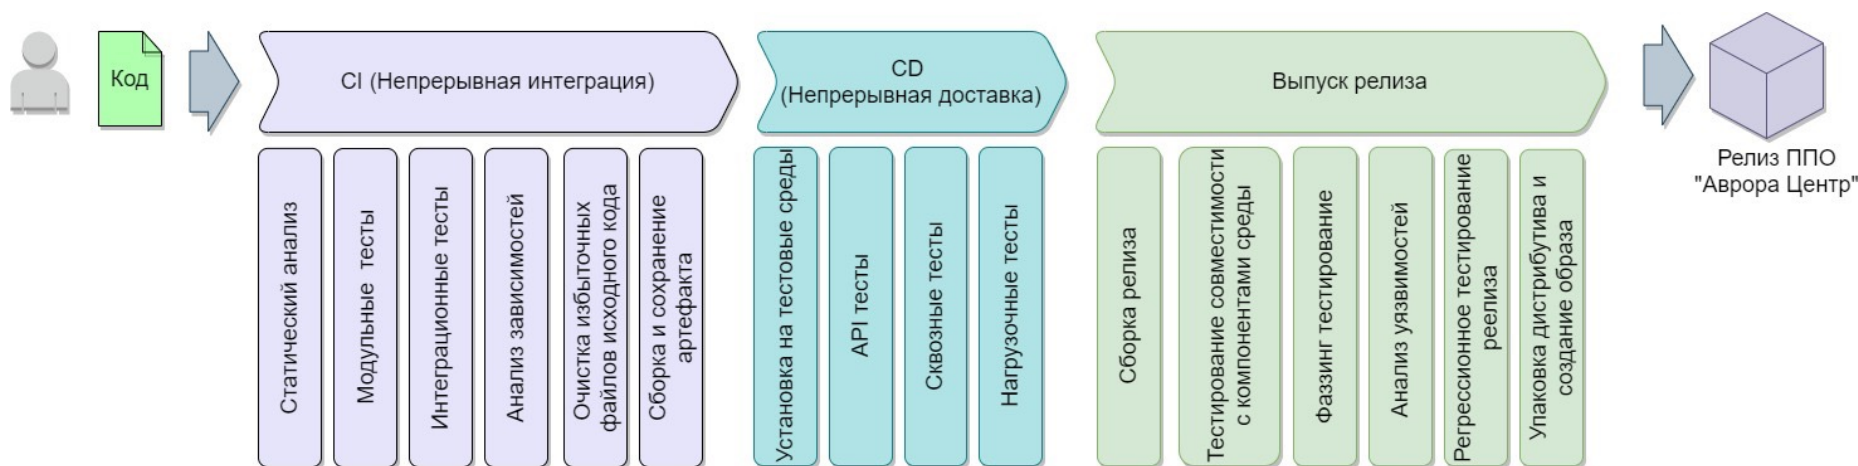 Код
CI (Непрерывная интеграция)
CD
(Непрерывная доставка)
Выпуск релиза
Релиз ППО
"Аврора Центр"
Статический анализ
Модульные тесты
Интеграционные тесты
Анализ зависимостей
Очистка избыточных
файлов исходного кода
Сборка и сохранение
артефакта
Установка на тестовые среды
API тесты
Сквозные тесты
Нагрузочные тесты
Сборка релиза
Тестирование совместимости
с компонентами среды
Фаззинг тестирование
Анализ уязвимостей
Регрессионное тестирование
реелиза
Упаковка дистрибутива и
создание образа